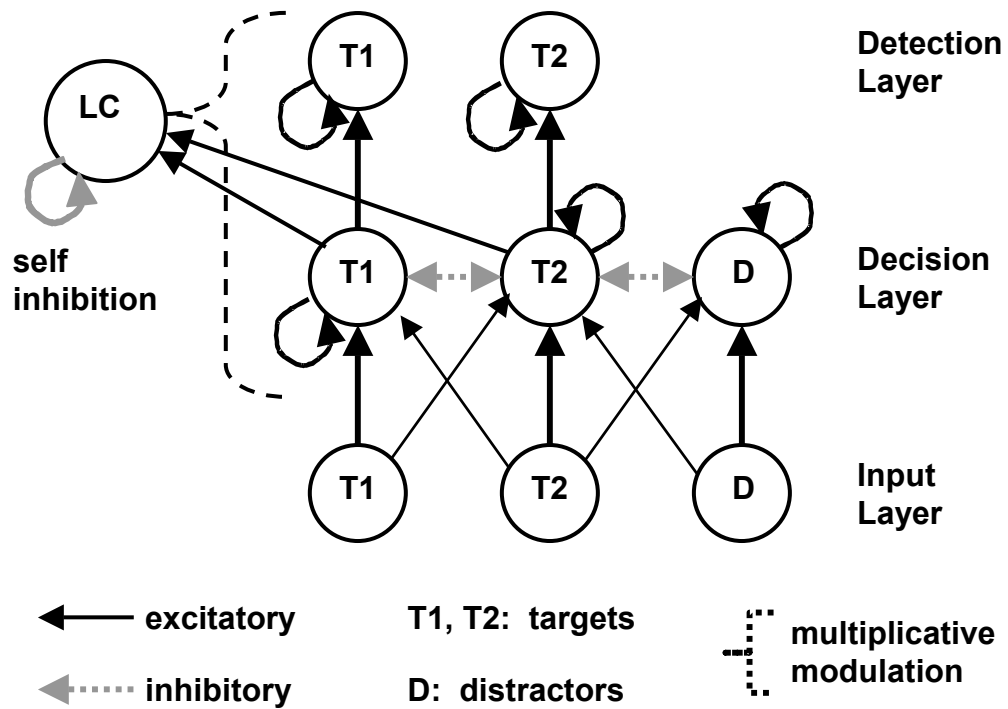 T1
T2
Detection
Layer
LC
self
inhibition
T1
T2
D
Decision
Layer
T1
T2
D
Input
Layer
excitatory
T1, T2: targets
multiplicative
modulation
inhibitory
D: distractors